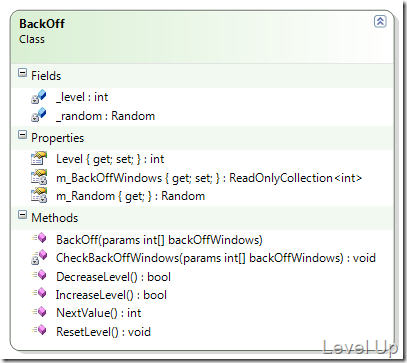 BackOff
Class
Fields
_level : int
_random : Random
Properties
Level { get; set; } : int
m_BackOffWindows { get; set; } : ReadOnlyCollection<int>
m_Random { get; } : Random
Methods
BackOff(params int[] backOffWindows)
CheckBackOffWindows(params int[] backOffWindows) : void
DecreaseLevel() : bool
IncreaseLevel() : bool
NextValue() : int
ResetLevel() : void
Level Up